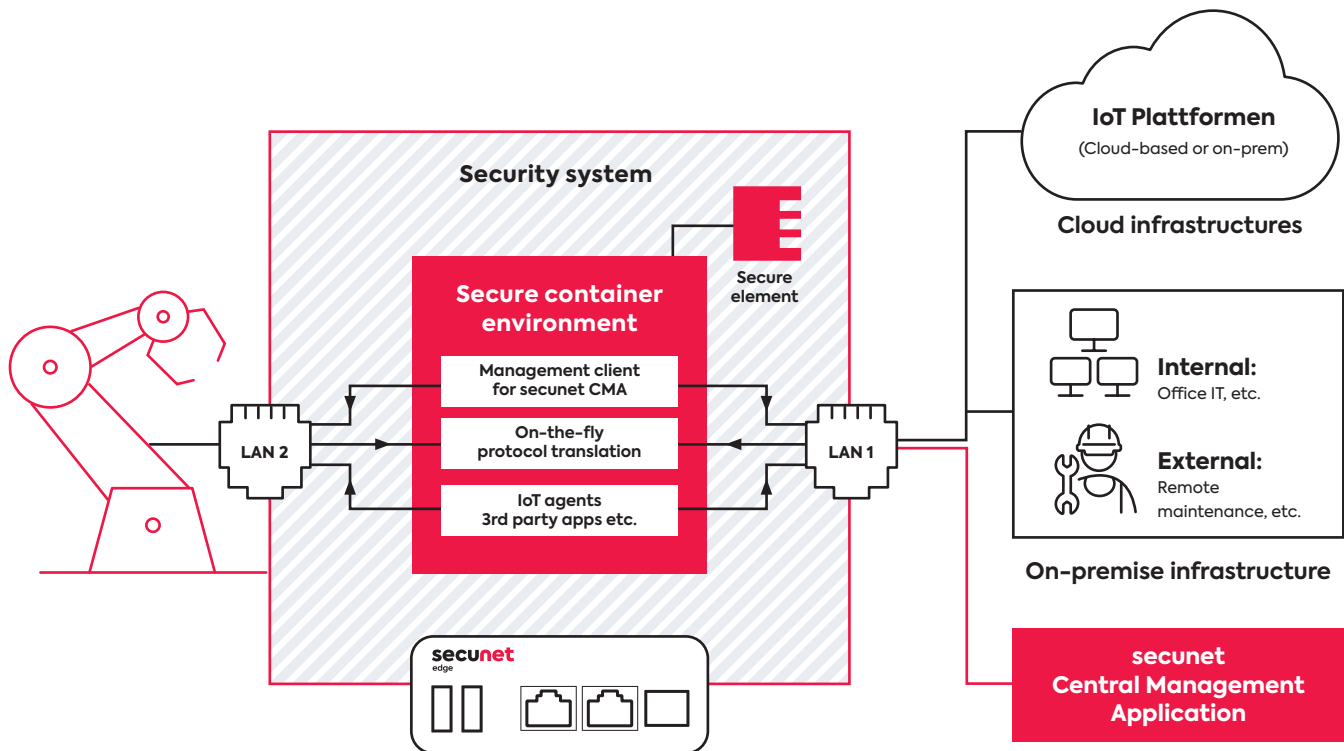 Security system
Secure
element
Secure container
environment
Management client
for secunet CMA
On-the-fly
protocol translation
IoT agents
3rd party apps etc.
LAN 2
LAN 1
secunet
edge
IoT Plattformen
(Cloud-based or on-prem)
Cloud infrastructures
Internal:
Office IT, etc.
External:
Remote
maintenance, etc.
On-premise infrastructure
secunet
Central Management
Application